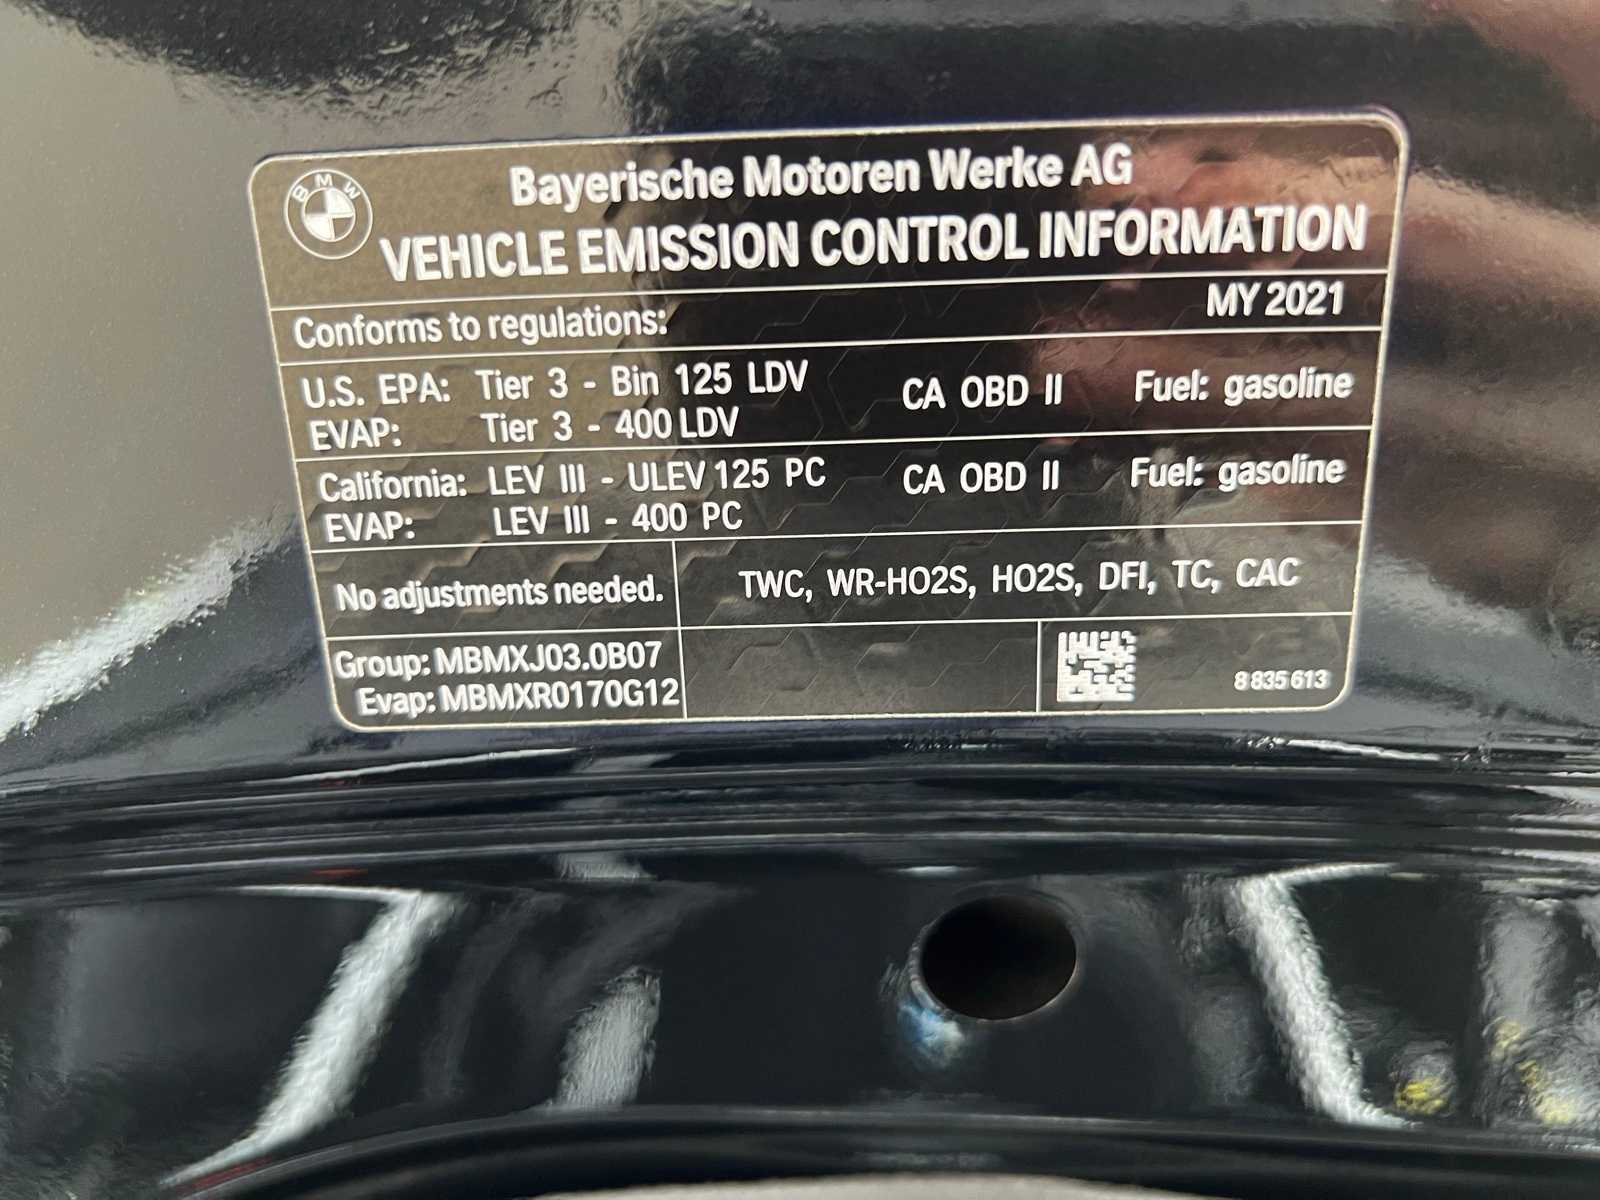 BMW
Bayerische Motoren Werke AG
VEHICLE EMISSION CONTROL INFORMATION
Conforms to regulations:
MY 2021
U.S. EPA: Tier 3 - Bin 125 LDV CA OBD II Fuel: gasoline
EVAP: Tier 3 - 400 LDV
California: LEV III - ULEV 125 PC CA OBD II Fuel: gasoline
EVAP: LEV III - 400 PC
No adjustments needed.
TWC, WR-HO2S, HO2S, DFI, TC, CAC
Group: MBMXJ03.0B07
Evap: MBMXR0170G12
8 835 613